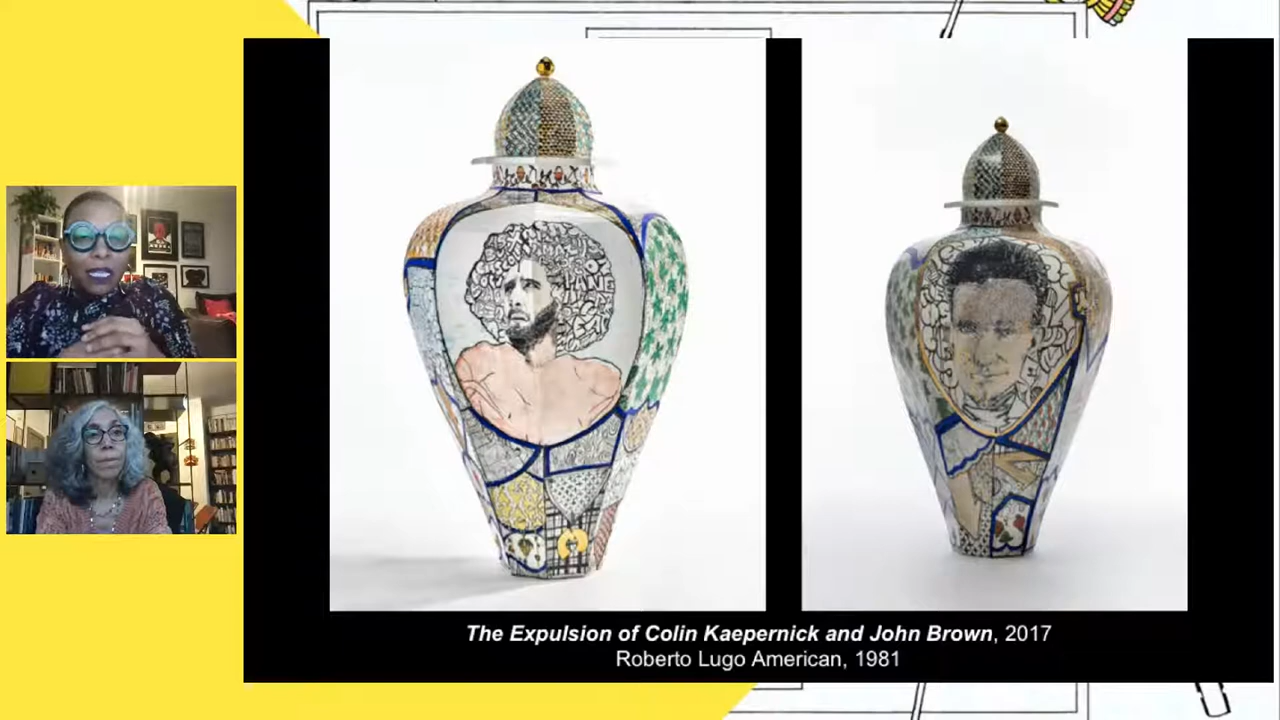 The Expulsion of Colin Kaepernick and John Brown, 2017
Roberto Lugo American, 1981